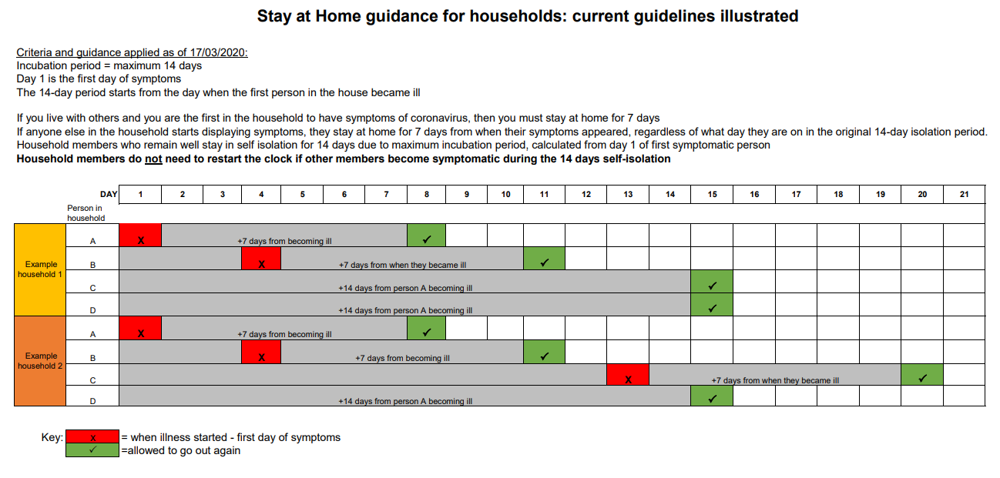 Stay at Home guidance for households: current guidelines illustrated
Criteria and guidance applied as of 17/03/2020:
Incubation period = maximum 14 days
Day 1 is the first day of symptoms
The 14-day period starts from the day when the first person in the house became ill
If you live with others and you are the first in the household to have symptoms of coronavirus, then you must stay at home for 7 days
If anyone else in the household starts displaying symptoms, they stay at home for 7 days from when their symptoms appeared, regardless of what day they are on in the original 14-day isolation period.
Household members who remain well stay in self isolation for 14 days due to maximum incubation period, calculated from day 1 of first symptomatic person
Household members do not need to restart the clock if other members become symptomatic during the 14 days self-isolation
DAY 1 2 3 4 5 6 7 8 9 10 11 12 13 14 15 16 17 18 19 20 21
Person in
household
Example
household 1
A X +7 days from becoming ill ✓
B X +7 days from when they became ill ✓
C +14 days from person A becoming ill ✓
D +14 days from person A becoming ill ✓
Example
household 2
A X +7 days from becoming ill ✓
B X +7 days from becoming ill ✓
C X +7 days from when they became ill ✓
D +14 days from person A becoming ill ✓
Key: X = when illness started - first day of symptoms
✓ =allowed to go out again